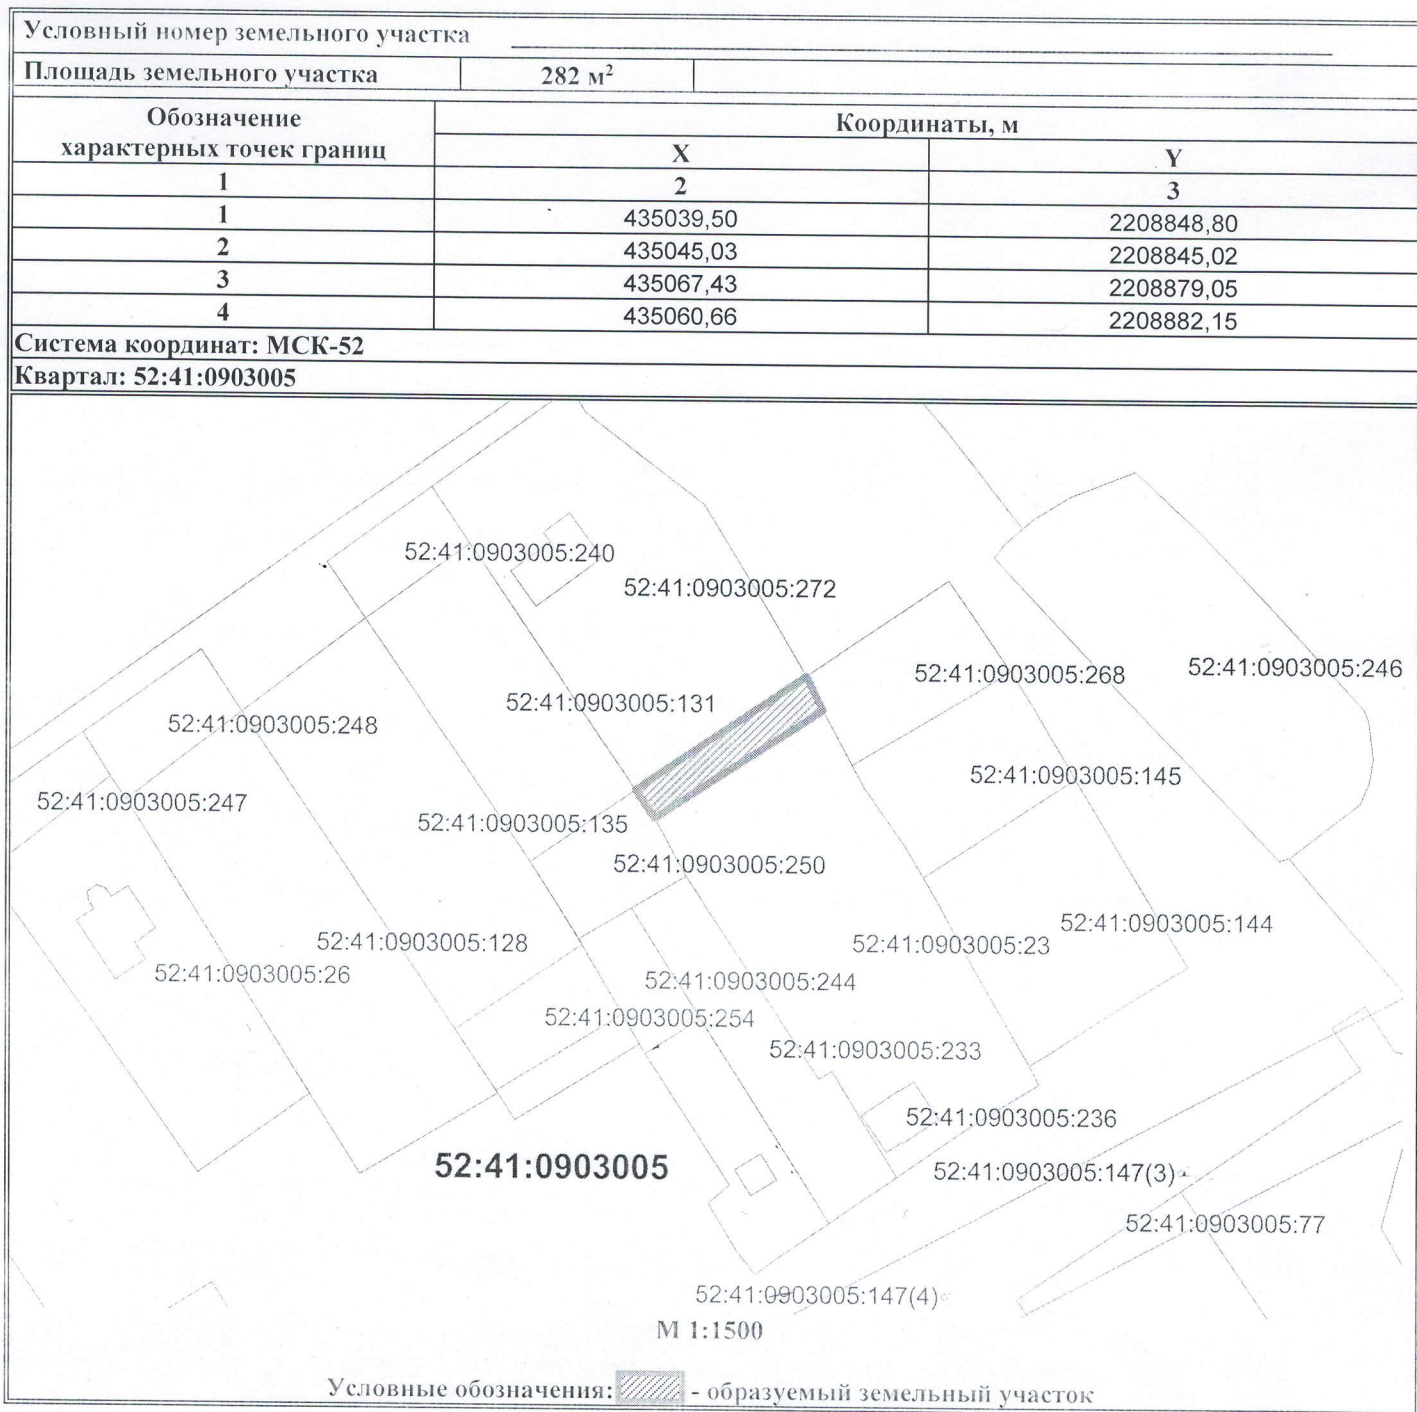 Условный номер земельного участка
Площадь земельного участка 282 м²
Обозначение характерных точек границ Координаты, м
X Y
1 2 3
1 435039,50 2208848,80
2 435045,03 2208845,02
3 435067,43 2208879,05
4 435060,66 2208882,15
Система координат: МСК-52
Квартал: 52:41:0903005
52:41:0903005:240
52:41:0903005:272
52:41:0903005:268
52:41:0903005:246
52:41:0903005:131
52:41:0903005:248
52:41:0903005:145
52:41:0903005:247
52:41:0903005:135
52:41:0903005:250
52:41:0903005:144
52:41:0903005:128
52:41:0903005:23
52:41:0903005:26
52:41:0903005:244
52:41:0903005:254
52:41:0903005:233
52:41:0903005:236
52:41:0903005
52:41:0903005:147(3)
52:41:0903005:77
52:41:0903005:147(4)
М 1:1500
Условные обозначения: - образуемый земельный участок